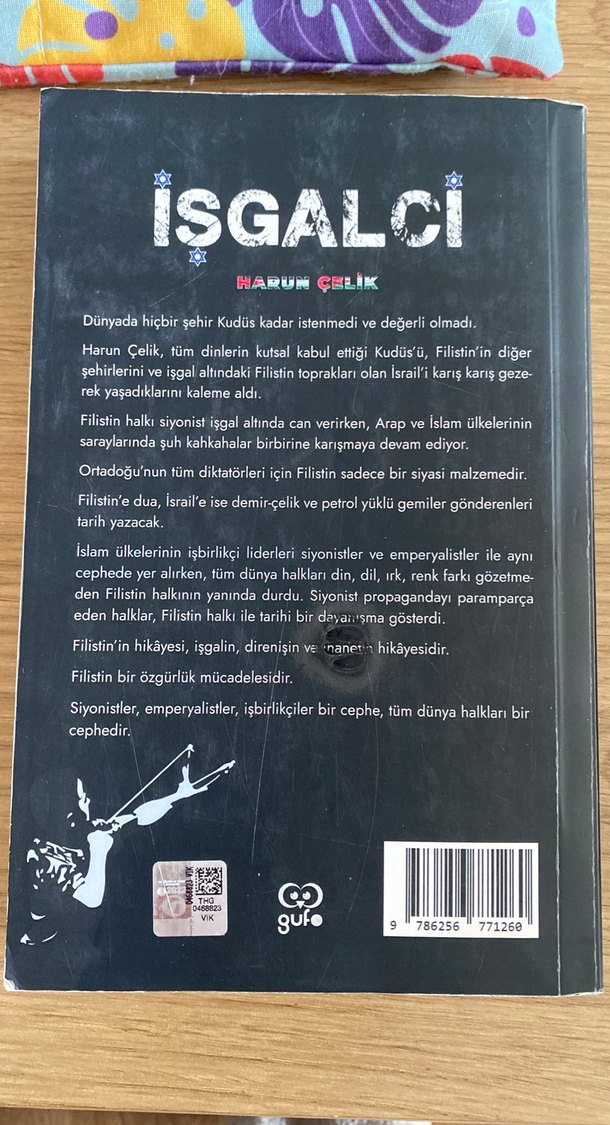 İŞGALCİ
HARUN ÇELİK
Dünyada hiçbir şehir Kudüs kadar istenmedi ve değerli olmadı.
Harun Çelik, tüm dinlerin kutsal kabul ettiği Kudüs'ü, Filistin'in diğer
şehirlerini ve işgal altındaki Filistin toprakları olan İsrail'i karış karış geze-
rek yaşadıklarını kaleme aldı.
Filistin halkı siyonist işgal altında can verirken, Arap ve İslam ülkelerinin
saraylarında şuh kahkahalar birbirine karışmaya devam ediyor.
Ortadoğu'nun tüm diktatörleri için Filistin sadece bir siyasi malzemedir.
Filistin'e dua, İsrail'e ise demir-çelik ve petrol yüklü gemiler gönderenleri
tarih yazacak.
İslam ülkelerinin işbirlikçi liderleri siyonistler ve emperyalistler ile aynı
cephede yer alırken, tüm dünya halkları din, dil, ırk, renk farkı gözetme-
den Filistin halkının yanında durdu. Siyonist propagandayı paramparça
eden halklar, Filistin halkı ile tarihi bir dayanışma gösterdi.
Filistin'in hikâyesi, işgalin, direnişin ve ihanetin hikâyesidir.
Filistin bir özgürlük mücadelesidir.
Siyonistler, emperyalistler, işbirlikçiler bir cephe, tüm dünya halkları bir
cephedir.
0468823 VIK
THG
0468823
VIK
gufo
9 786256 771260